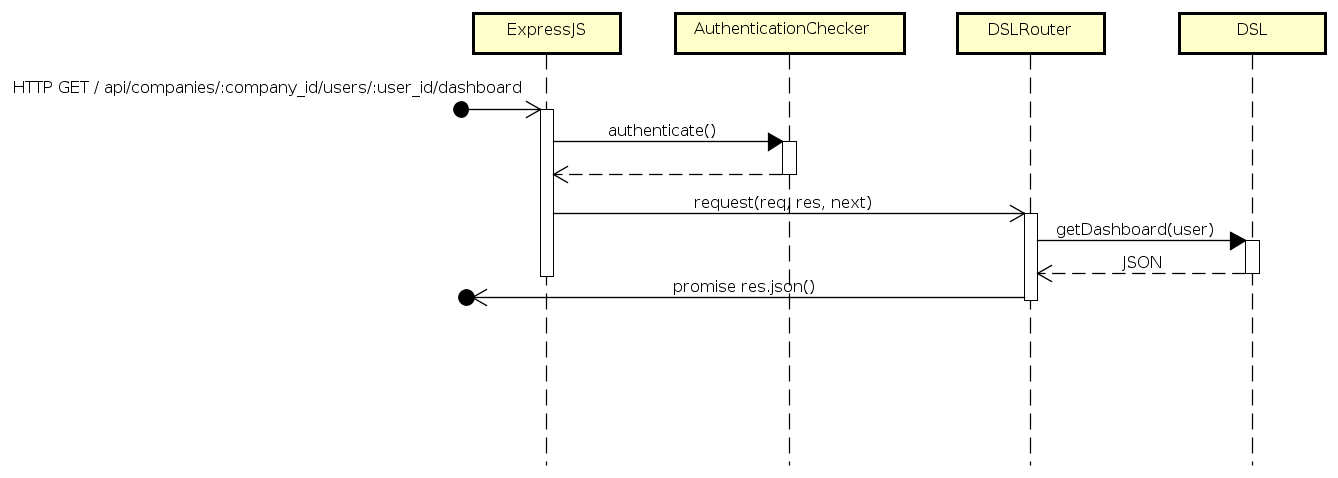 ExpressJS
AuthenticationChecker
DSLRouter
DSL
HTTP GET / api/companies/:company_id/users/:user_id/dashboard
authenticate()
request(req, res, next)
getDashboard(user)
JSON
promise res.json()